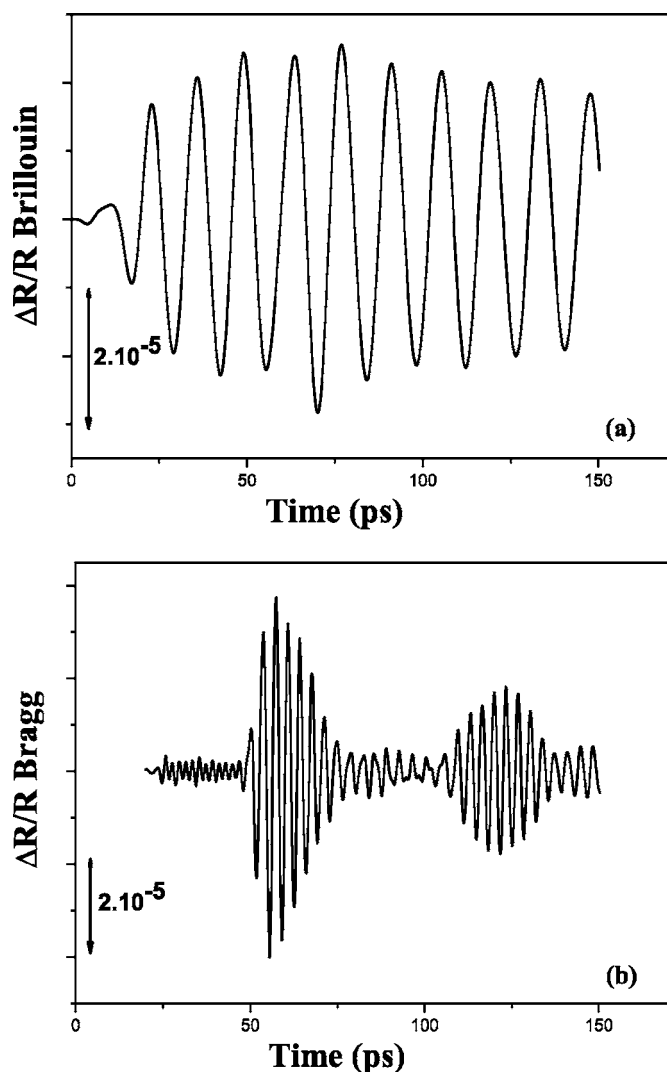 ΔR/R Brillouin
2.10-5
(a)
0 50 100 150
Time (ps)
ΔR/R Bragg
2.10-5
(b)
0 50 100 150
Time (ps)